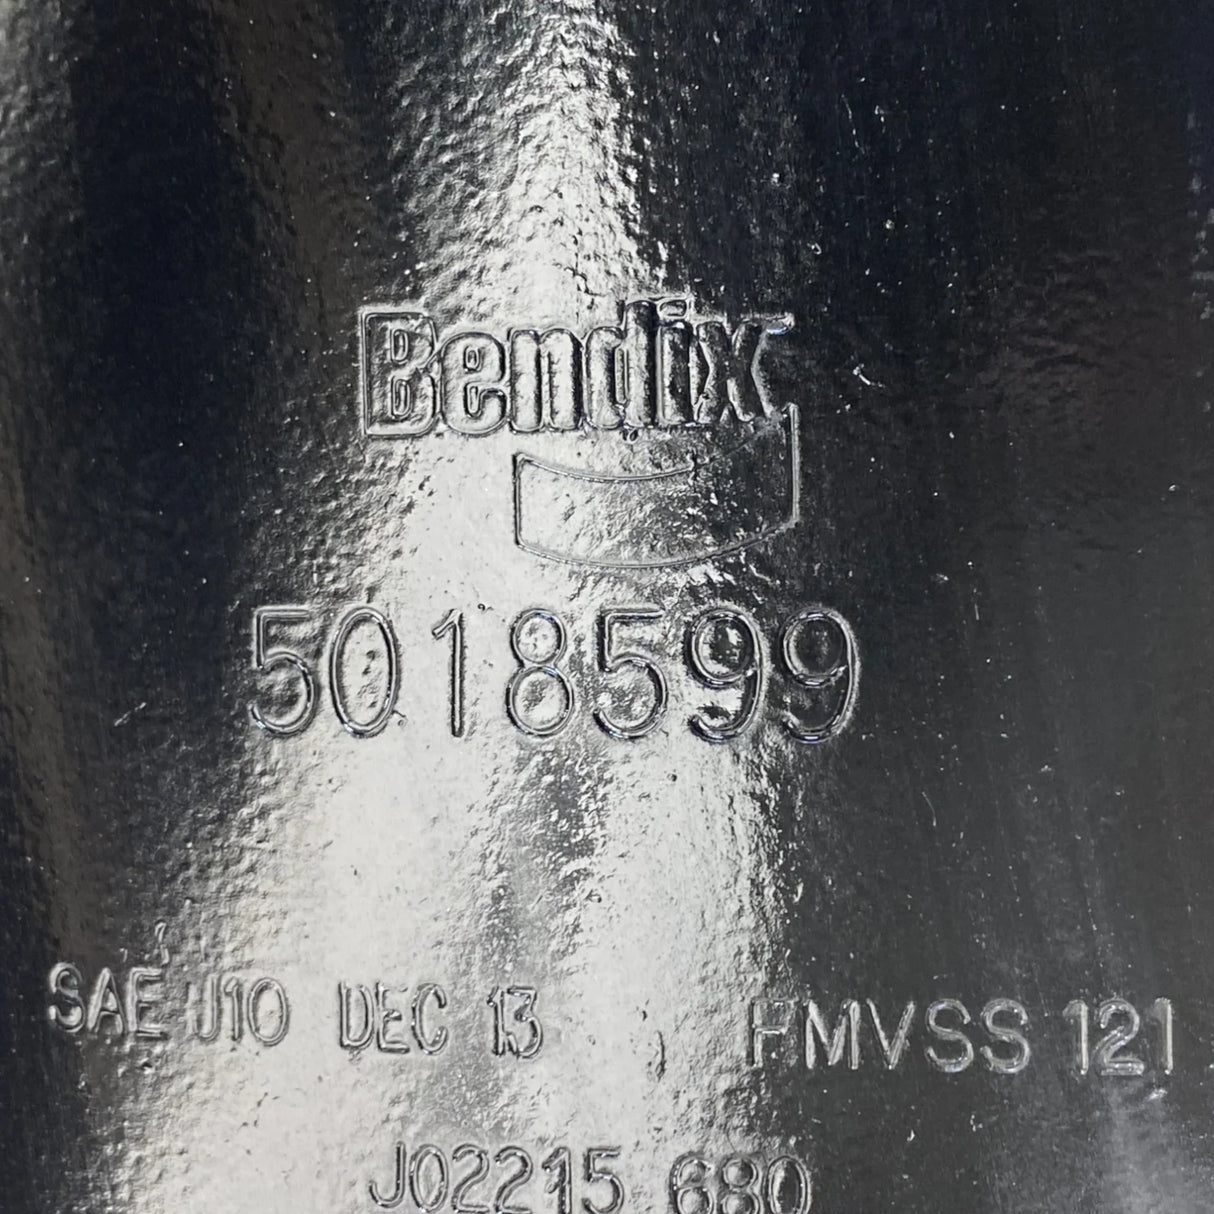 Bendix
5018599
SAE J10 DEC 13 FMVSS 121
J02215 680